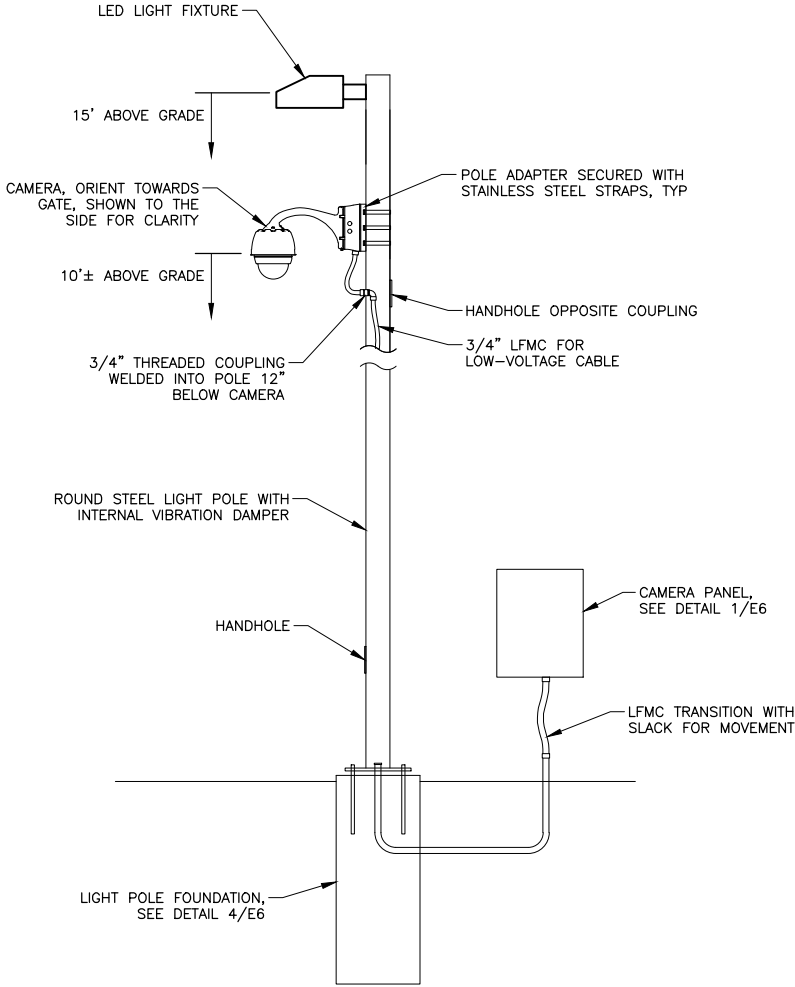 LED LIGHT FIXTURE
15' ABOVE GRADE
CAMERA, ORIENT TOWARDS
GATE, SHOWN TO THE
SIDE FOR CLARITY
10'± ABOVE GRADE
POLE ADAPTER SECURED WITH
STAINLESS STEEL STRAPS, TYP
HANDHOLE OPPOSITE COUPLING
3/4" LFMC FOR
LOW-VOLTAGE CABLE
3/4" THREADED COUPLING
WELDED INTO POLE 12"
BELOW CAMERA
ROUND STEEL LIGHT POLE WITH
INTERNAL VIBRATION DAMPER
HANDHOLE
CAMERA PANEL,
SEE DETAIL 1/E6
LFMC TRANSITION WITH
SLACK FOR MOVEMENT
LIGHT POLE FOUNDATION,
SEE DETAIL 4/E6